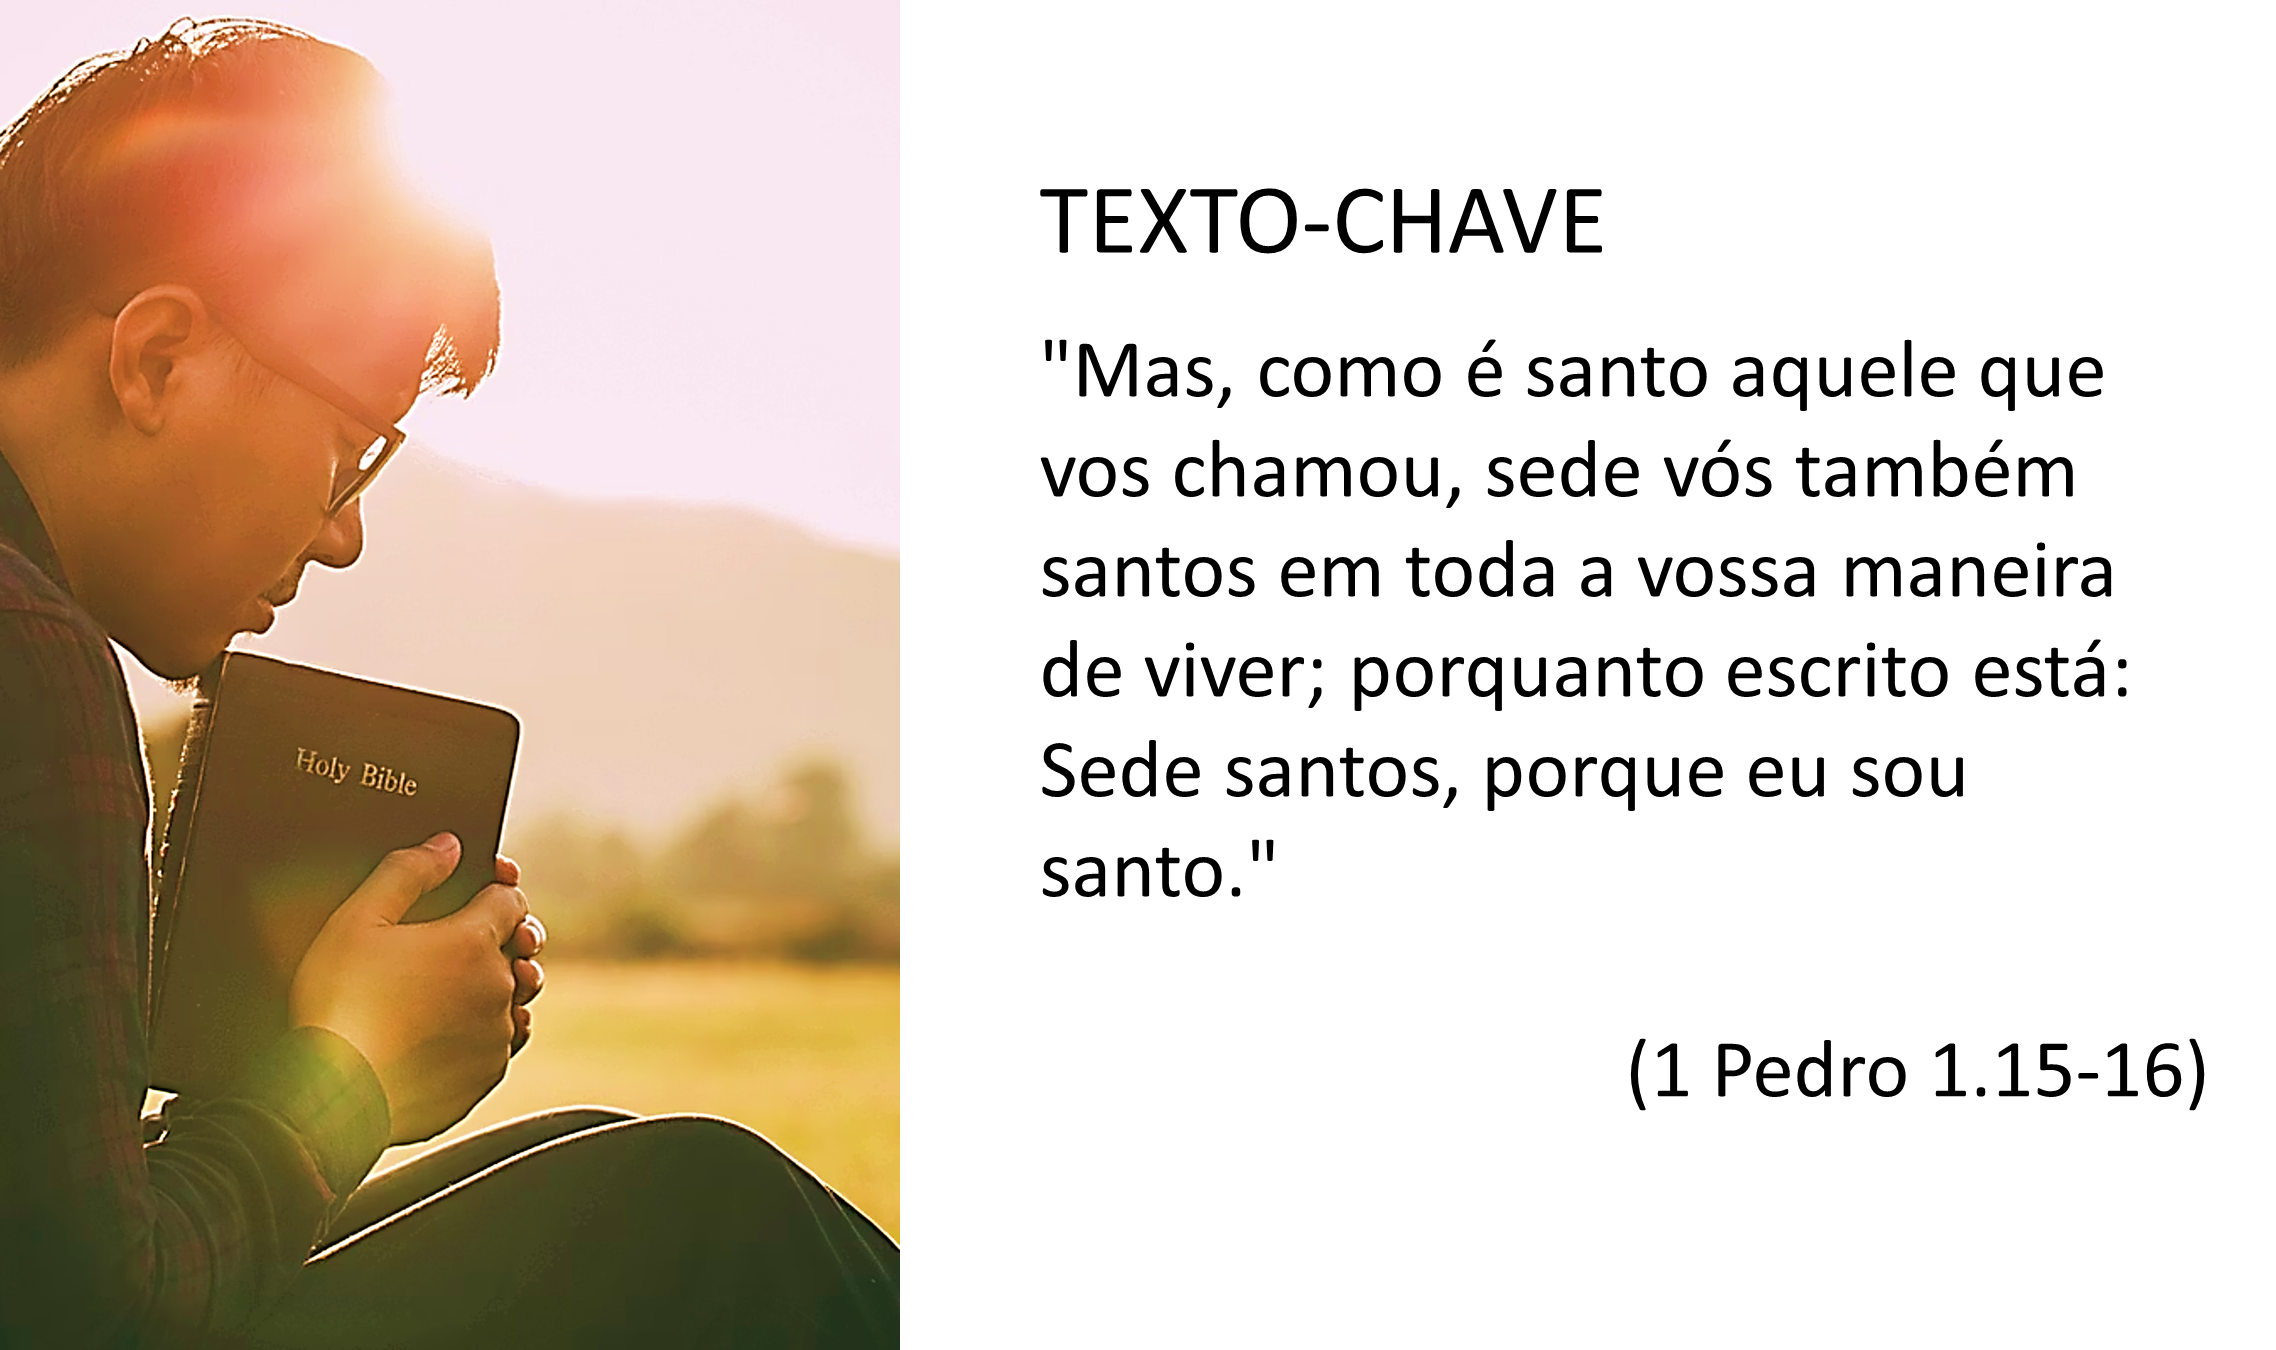 Holy Bible
TEXTO-CHAVE
"Mas, como é santo aquele que
vos chamou, sede vós também
santos em toda a vossa maneira
de viver; porquanto escrito está:
Sede santos, porque eu sou
santo."
(1 Pedro 1.15-16)